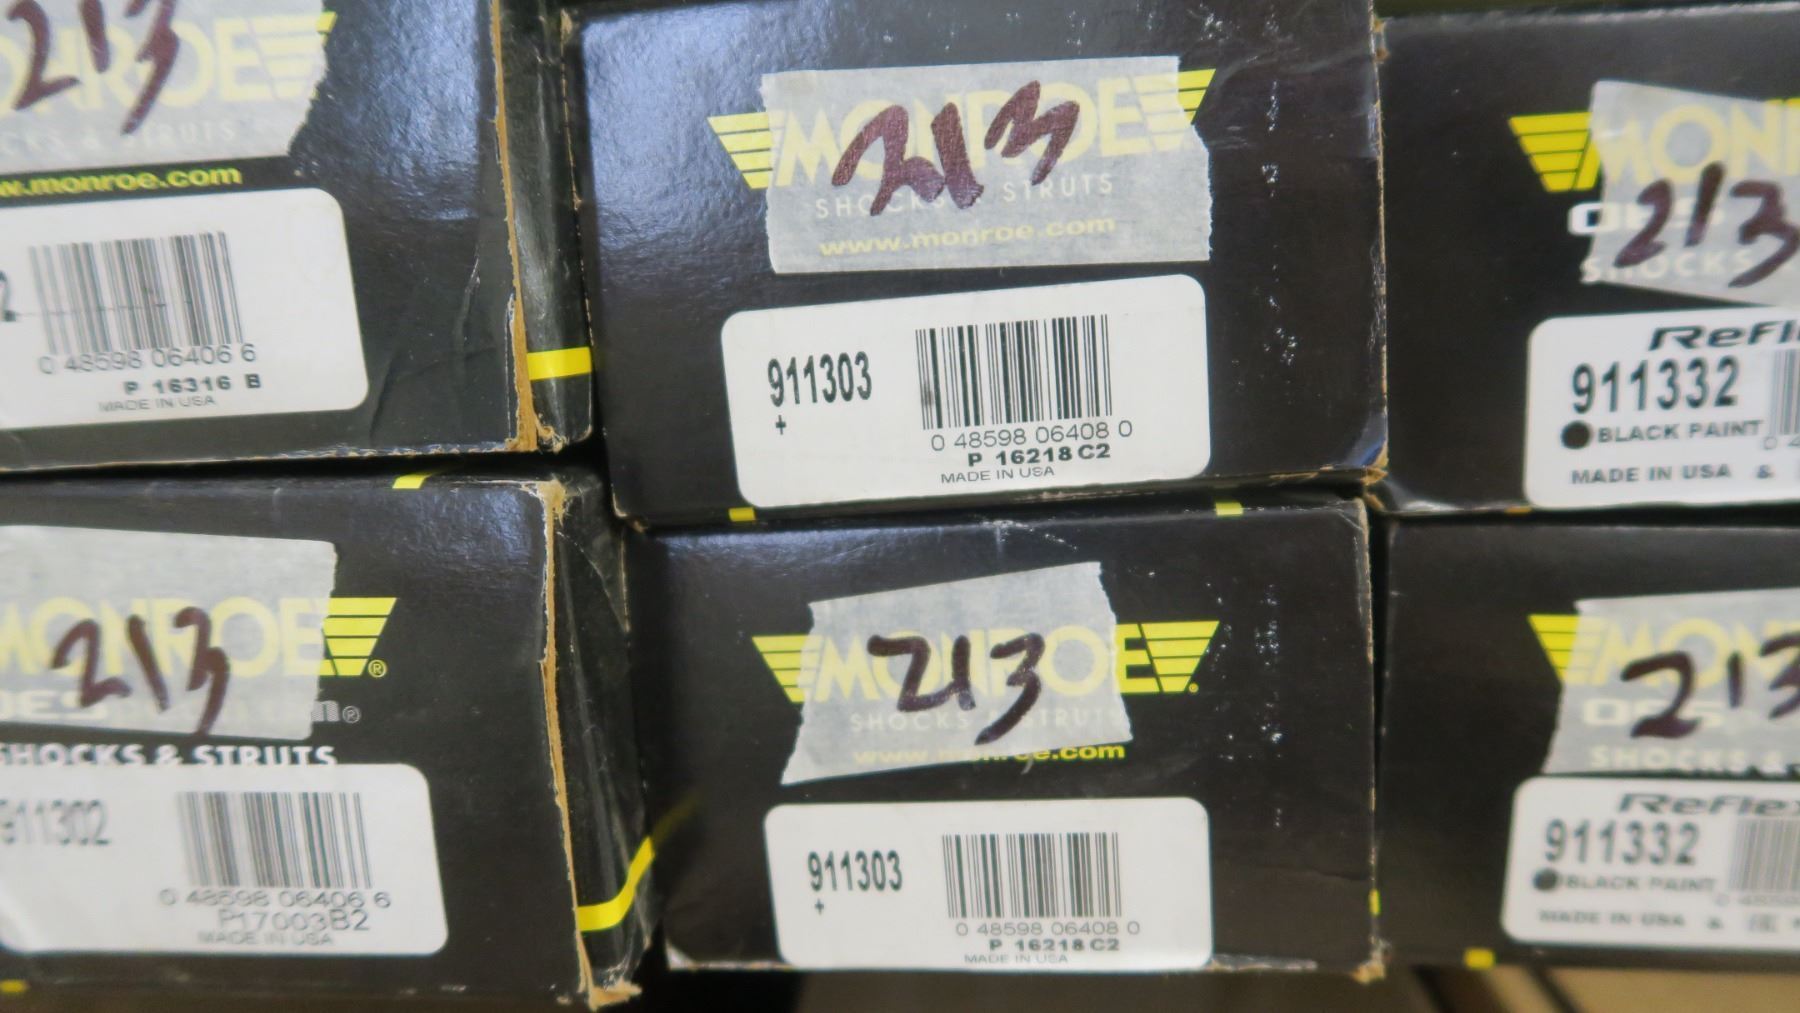 MONROE
213
SHOCKS & STRUTS
www.monroe.com
0 48598 06406 6
P 16316 B
MADE IN USA
MONROE
213
SHOCKS & STRUTS
www.monroe.com
911303
+
0 48598 06408 0
P 16218 C2
MADE IN USA
213
SHOCKS
911332
BLACK PAINT
MADE IN USA &
MONROE®
213
SHOCKS & STRUTS
911302
0 48598 06406 6
P17003B2
MADE IN USA
MONROE
213
SHOCKS & STRUTS
www.monroe.com
911303
+
0 48598 06408 0
P 16218 C2
MADE IN USA
213
SHOCKS &
911332
BLACK PAINT
MADE IN USA &